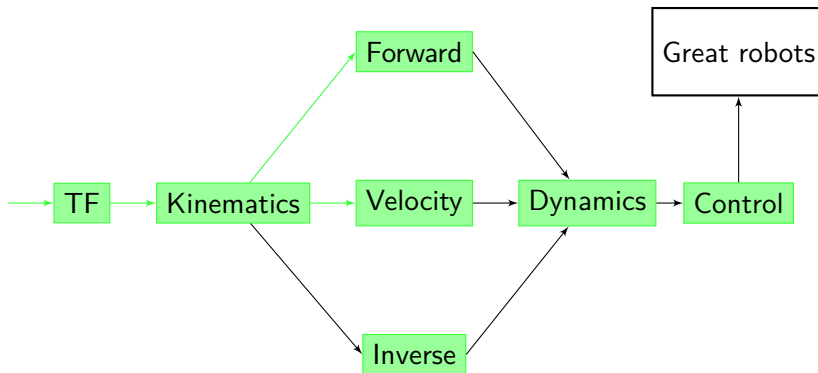 Forward
Great robots
TF
Kinematics
Velocity
Dynamics
Control
Inverse